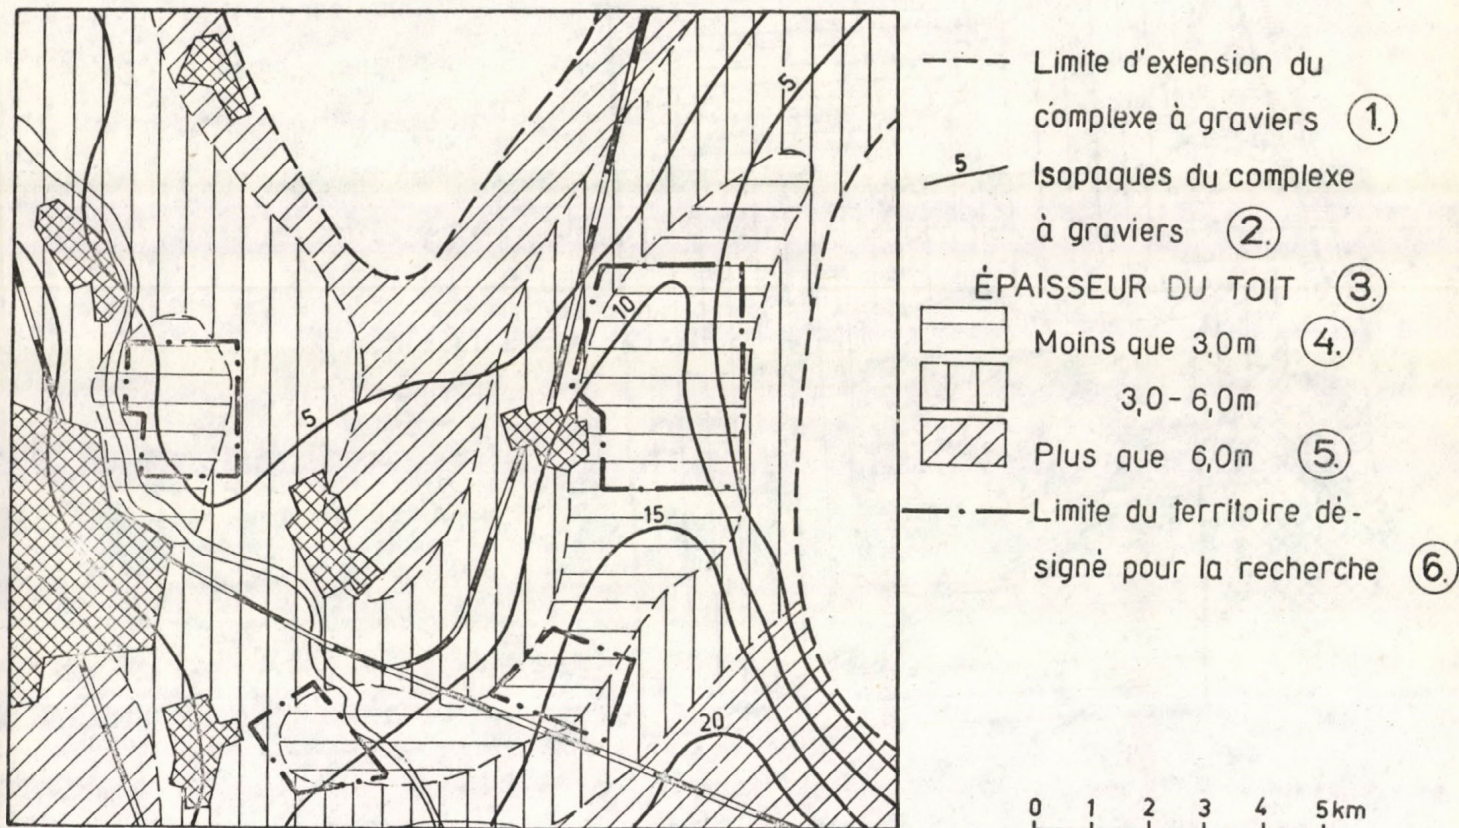 5
5
10
5
15
20
Limite d'extension du
complexe à graviers 1.
5 Isopaques du complexe
à graviers 2.
ÉPAISSEUR DU TOIT 3.
Moins que 3,0m 4.
3,0-6,0m
Plus que 6,0m 5.
Limite du territoire dé-
signè pour la recherche 6.
0 1 2 3 4 5km